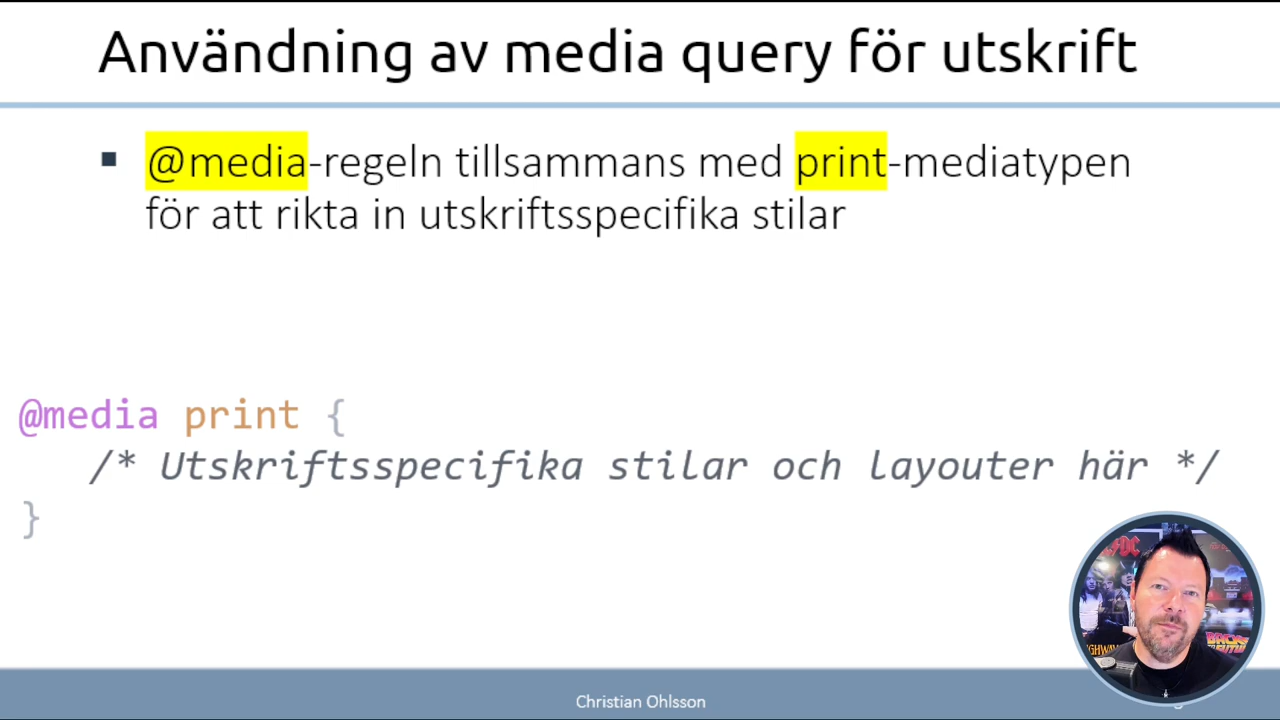 Användning av media query för utskrift
@media-regeln tillsammans med print-mediatypen
för att rikta in utskriftsspecifika stilar
@media print {
/* Utskriftsspecifika stilar och layouter här */
}
Christian Ohlsson